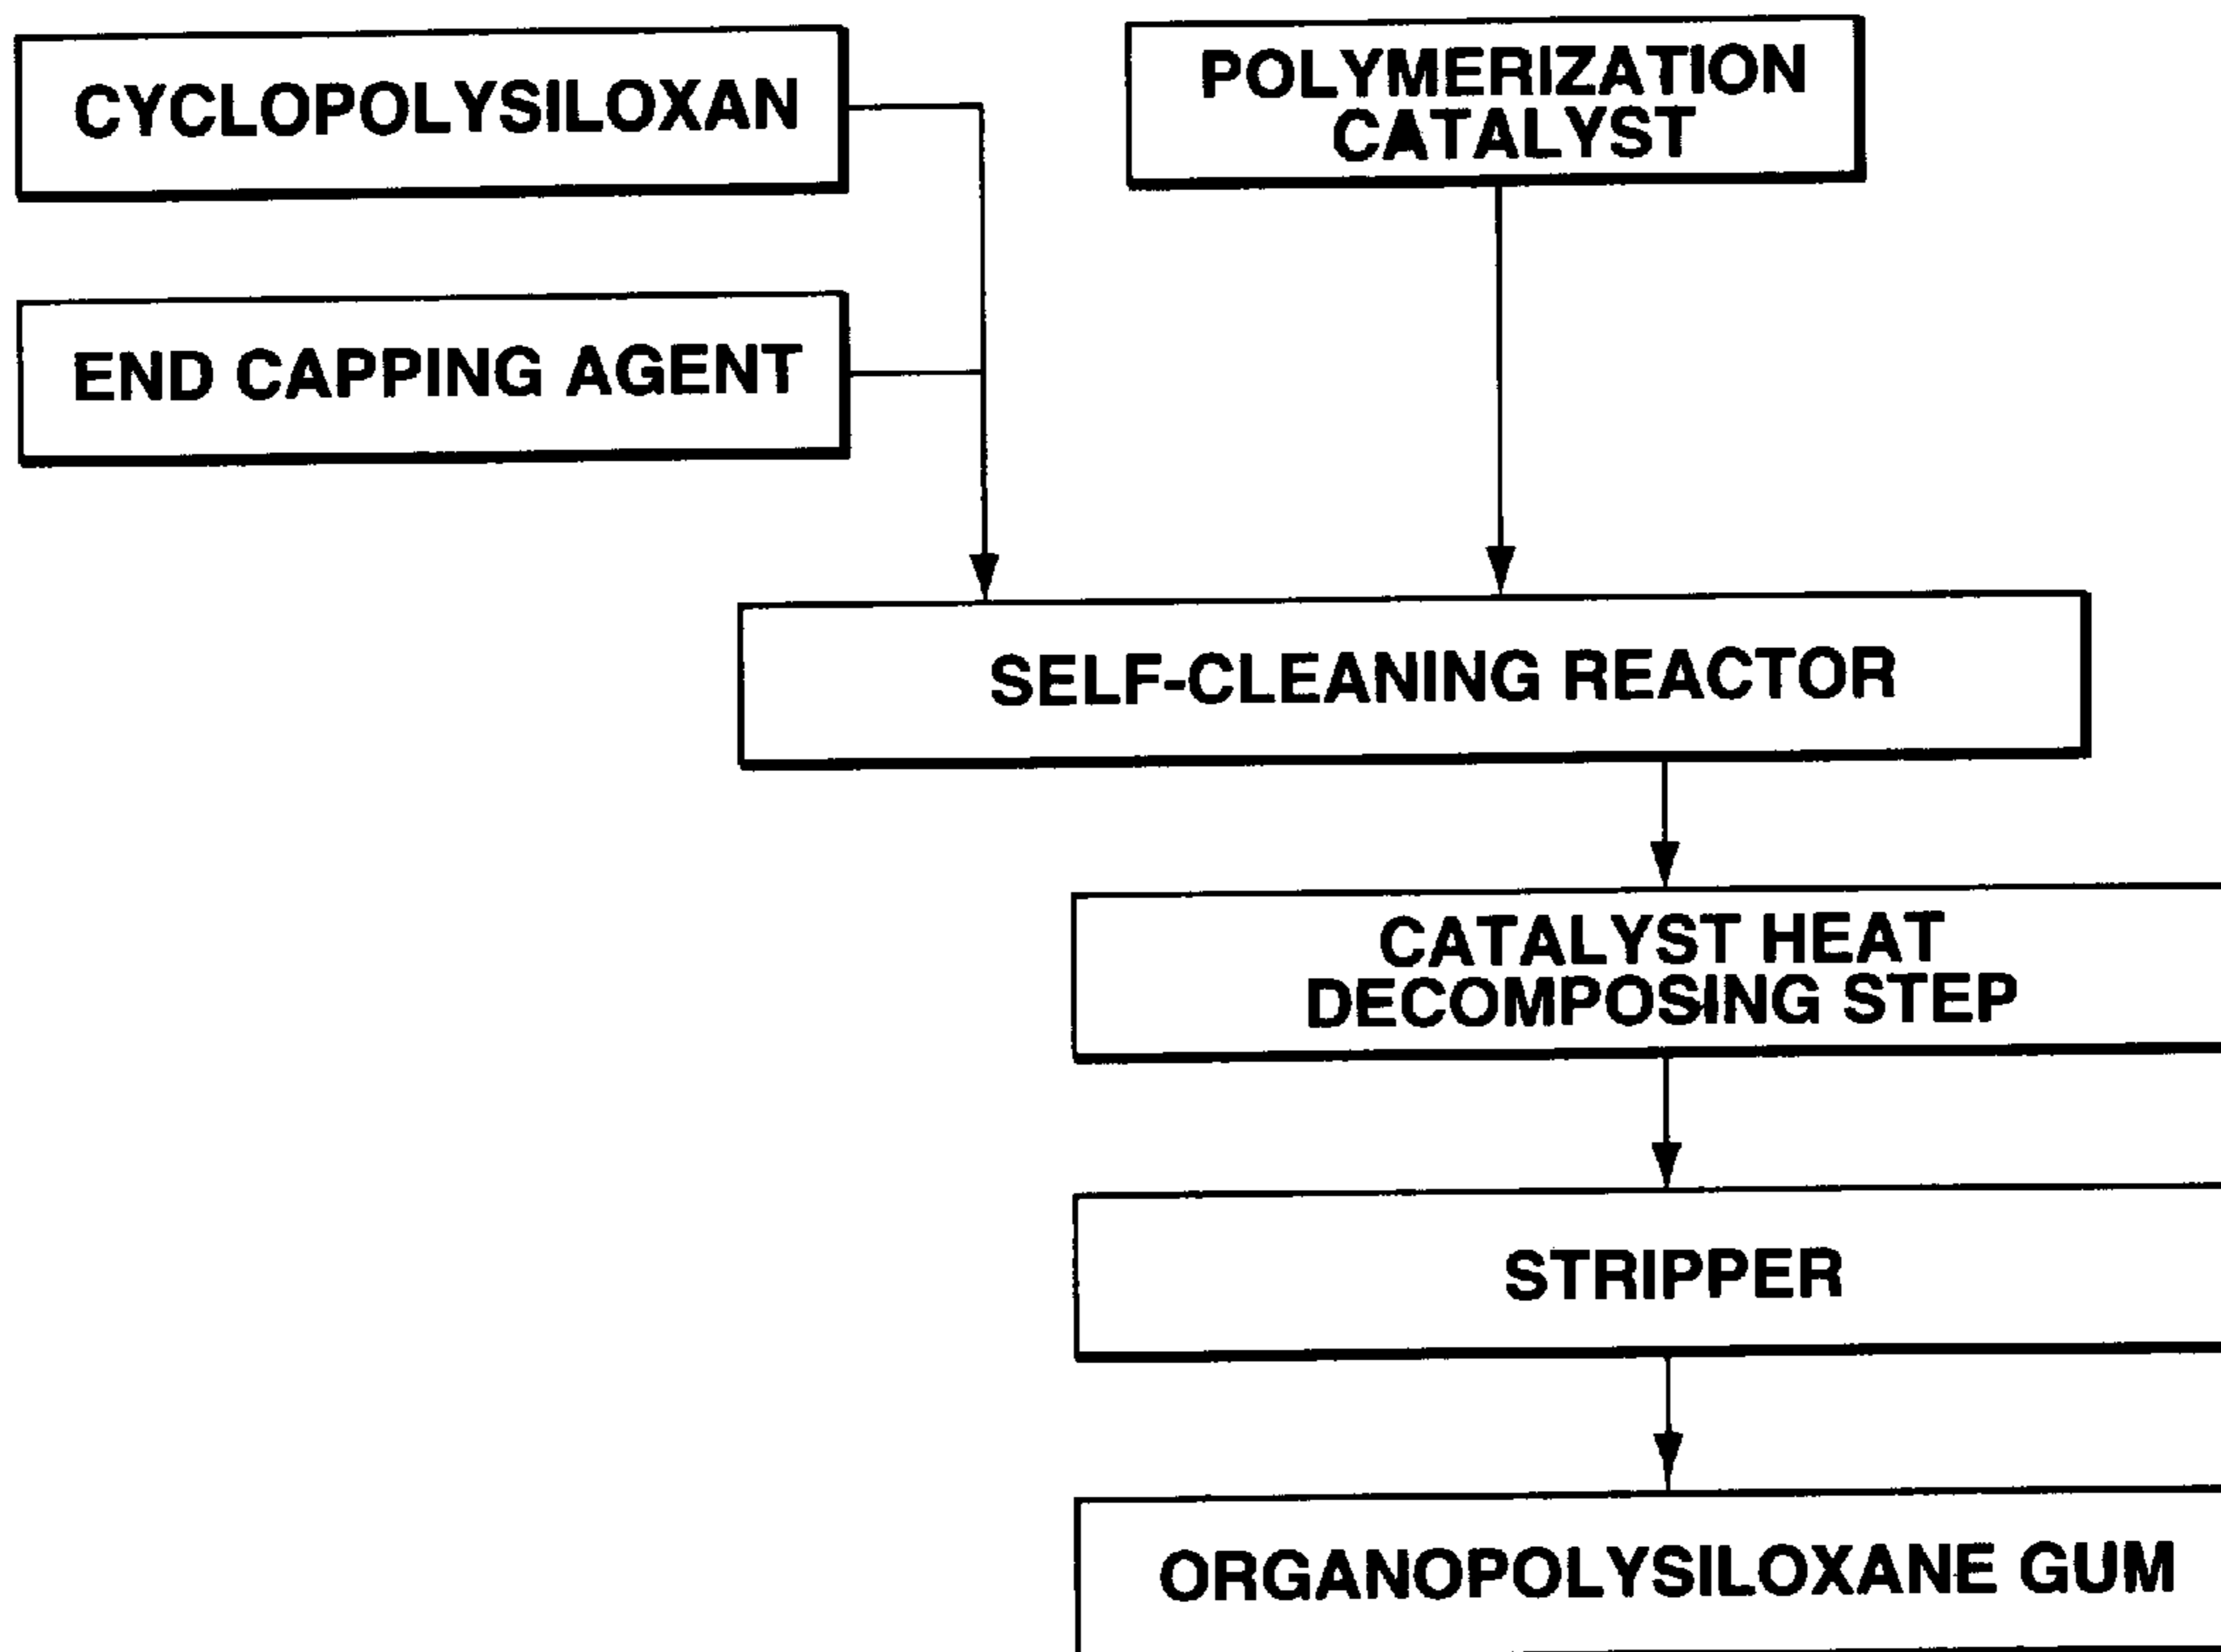 CYCLOPOLYSILOXAN
POLYMERIZATION
CATALYST
END CAPPING AGENT
SELF-CLEANING REACTOR
CATALYST HEAT
DECOMPOSING STEP
STRIPPER
ORGANOPOLYSILOXANE GUM